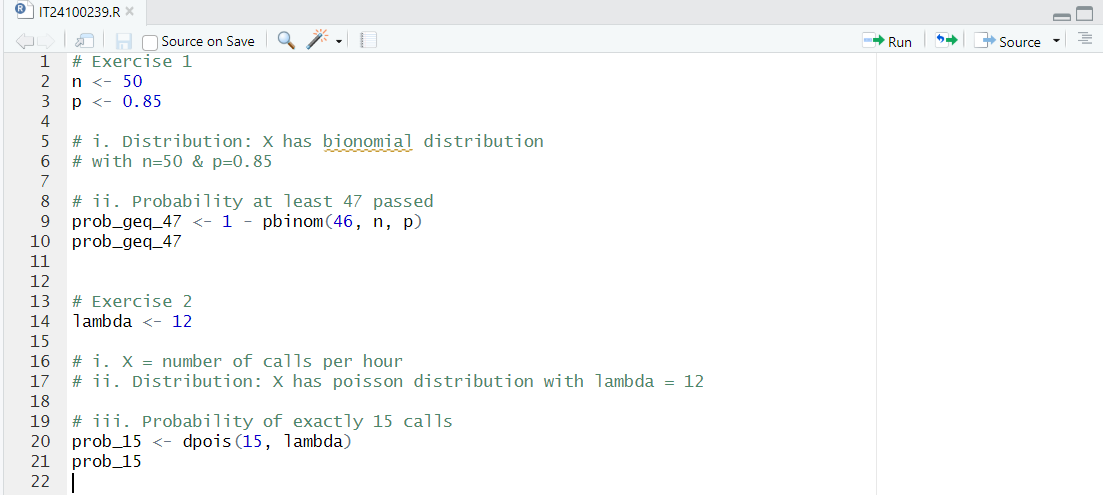 IT24100239.R
Source on Save
Run
Source
1 # Exercise 1
2 n <- 50
3 p <- 0.85
4
5 # i. Distribution: X has bionomial distribution
6 # with n=50 & p=0.85
7
8 # ii. Probability at least 47 passed
9 prob_geq_47 <- 1 - pbinom(46, n, p)
10 prob_geq_47
11
12
13 # Exercise 2
14 lambda <- 12
15
16 # i. X = number of calls per hour
17 # ii. Distribution: X has poisson distribution with lambda = 12
18
19 # iii. Probability of exactly 15 calls
20 prob_15 <- dpois(15, lambda)
21 prob_15
22